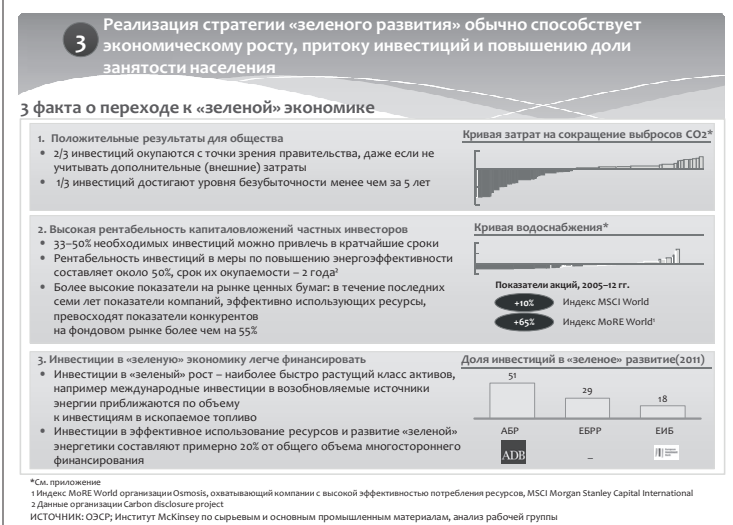 3
Реализация стратегии «зеленого развития» обычно способствует
экономическому росту, притоку инвестиций и повышению доли
занятости населения
3 факта о переходе к «зеленой» экономике
1. Положительные результаты для общества
• 2/3 инвестиций окупаются с точки зрения правительства, даже если не
учитывать дополнительные (внешние) затраты
• 1/3 инвестиций достигают уровня безубыточности менее чем за 5 лет
Кривая затрат на сокращение выбросов СО2*
2. Высокая рентабельность капиталовложений частных инвесторов
• 33–50% необходимых инвестиций можно привлечь в кратчайшие сроки
• Рентабельность инвестиций в меры по повышению энергоэффективности
составляет около 50%, срок их окупаемости – 2 года²
• Более высокие показатели на рынке ценных бумаг: в течение последних
семи лет показатели компаний, эффективно использующих ресурсы,
превосходят показатели конкурентов
на фондовом рынке более чем на 55%
Кривая водоснабжения*
Показатели акций, 2005–12 гг.
+10% Индекс MSCI World
+65% Индекс MoRE World¹
3. Инвестиции в «зеленую» экономику легче финансировать
• Инвестиции в «зеленый» рост – наиболее быстро растущий класс активов,
например международные инвестиции в возобновляемые источники
энергии приближаются по объему
к инвестициям в ископаемое топливо
• Инвестиции в эффективное использование ресурсов и развитие «зеленой»
энергетики составляют примерно 20% от общего объема многостороннего
финансирования
Доля инвестиций в «зеленое» развитие(2011)
51 29 18
АБР ЕБРР ЕИБ
ADB –
*См. приложение
1 Индекс MoRE World организации Osmosis, охватывающий компании с высокой эффективностью потребления ресурсов, MSCI Morgan Stanley Capital International
2 Данные организации Carbon disclosure project
ИСТОЧНИК: ОЭСР; Институт McKinsey по сырьевым и основным промышленным материалам, анализ рабочей группы